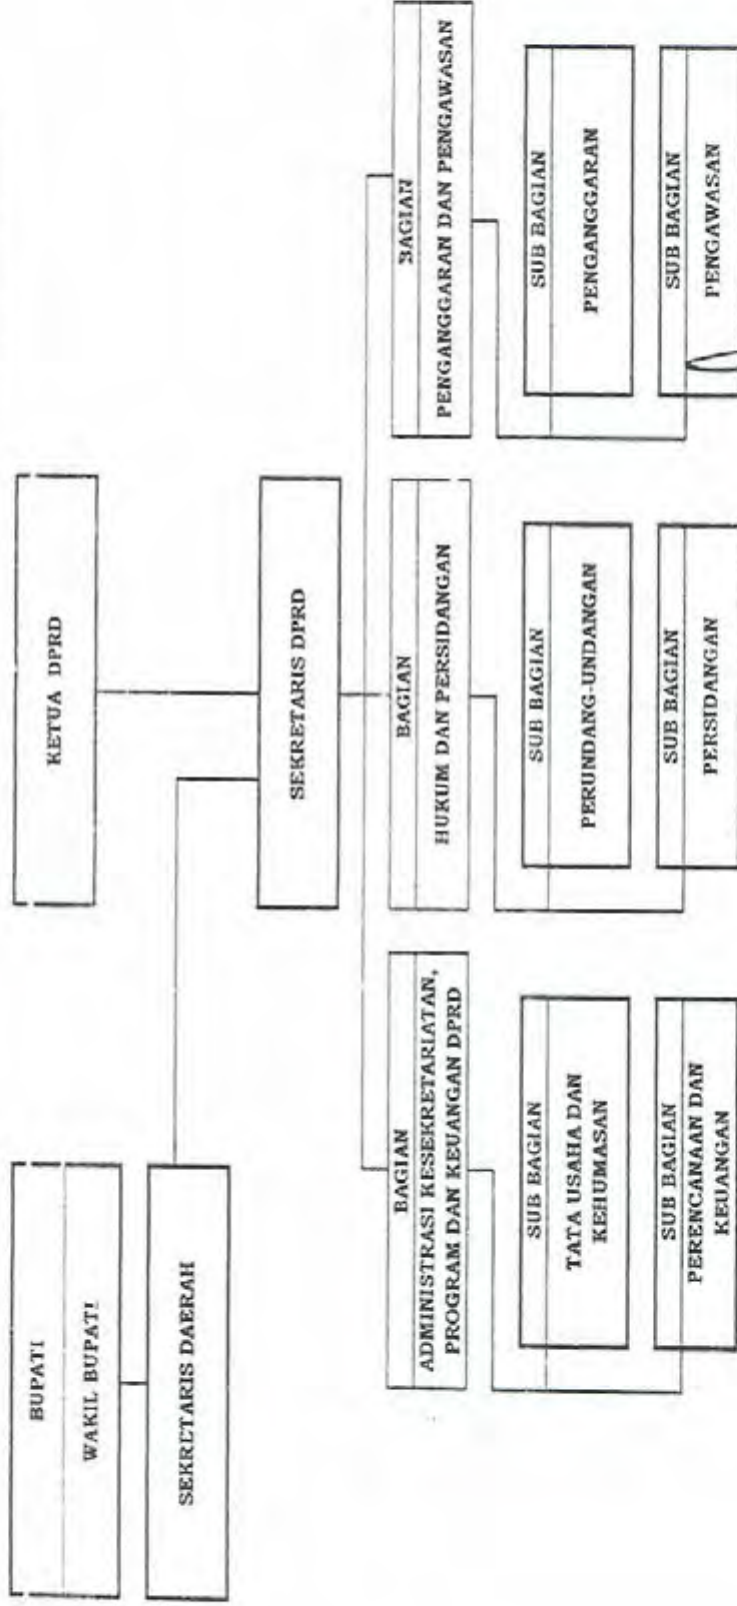 BUPATI
WAKIL BUPATI
SEKRETARIS DAERAH
KETUA DPRD
SEKRETARIS DPRD
BAGIAN
ADMINISTRASI KESEKRETARIATAN,
PROGRAM DAN KEUANGAN DPRD
SUB BAGIAN
TATA USAHA DAN
KEHUMASAN
SUB BAGIAN
PERENCANAAN DAN
KEUANGAN
BAGIAN
HUKUM DAN PERSIDANGAN
SUB BAGIAN
PERUNDANG-UNDANGAN
SUB BAGIAN
PERSIDANGAN
BAGIAN
PENGANGGARAN DAN PENGAWASAN
SUB BAGIAN
PENGANGGARAN
SUB BAGIAN
PENGAWASAN